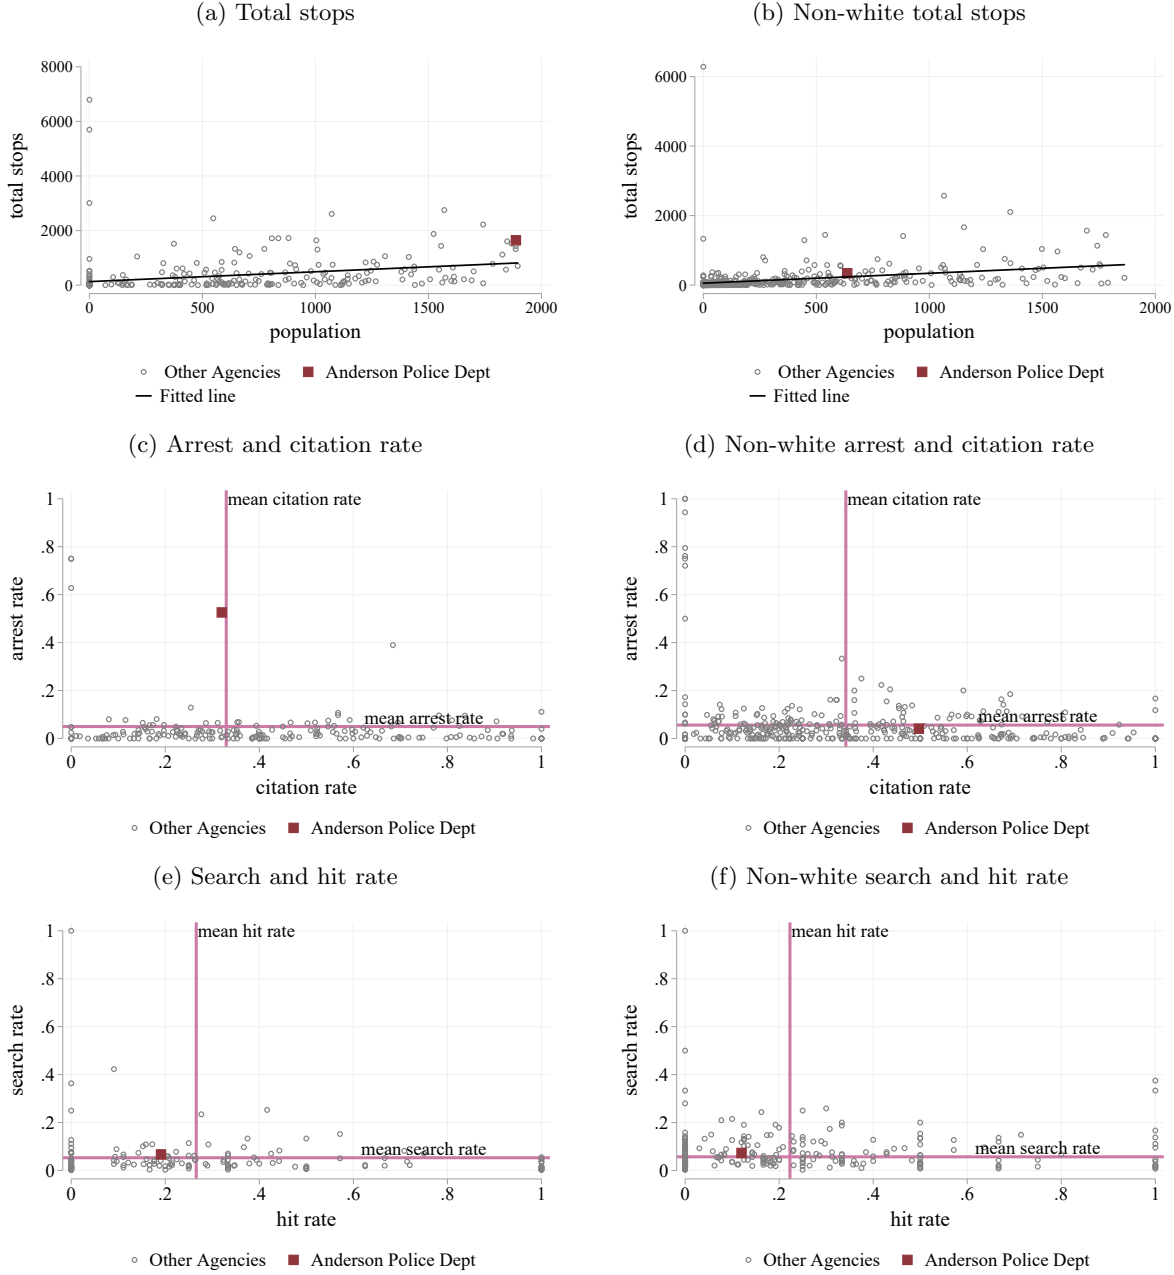 (a) Total stops
8000
6000
4000
2000
0
total stops
0 500 1000 1500 2000
population
Other Agencies Anderson Police Dept
Fitted line
(b) Non-white total stops
6000
4000
2000
0
total stops
0 500 1000 1500 2000
population
Other Agencies Anderson Police Dept
Fitted line
(c) Arrest and citation rate
mean citation rate
1
.8
.6
.4
.2
0
arrest rate
mean arrest rate
0 .2 .4 .6 .8 1
citation rate
Other Agencies Anderson Police Dept
(d) Non-white arrest and citation rate
mean citation rate
1
.8
.6
.4
.2
0
arrest rate
mean arrest rate
0 .2 .4 .6 .8 1
citation rate
Other Agencies Anderson Police Dept
(e) Search and hit rate
mean hit rate
1
.8
.6
.4
.2
0
search rate
mean search rate
0 .2 .4 .6 .8 1
hit rate
Other Agencies Anderson Police Dept
(f) Non-white search and hit rate
mean hit rate
1
.8
.6
.4
.2
0
search rate
mean search rate
0 .2 .4 .6 .8 1
hit rate
Other Agencies Anderson Police Dept